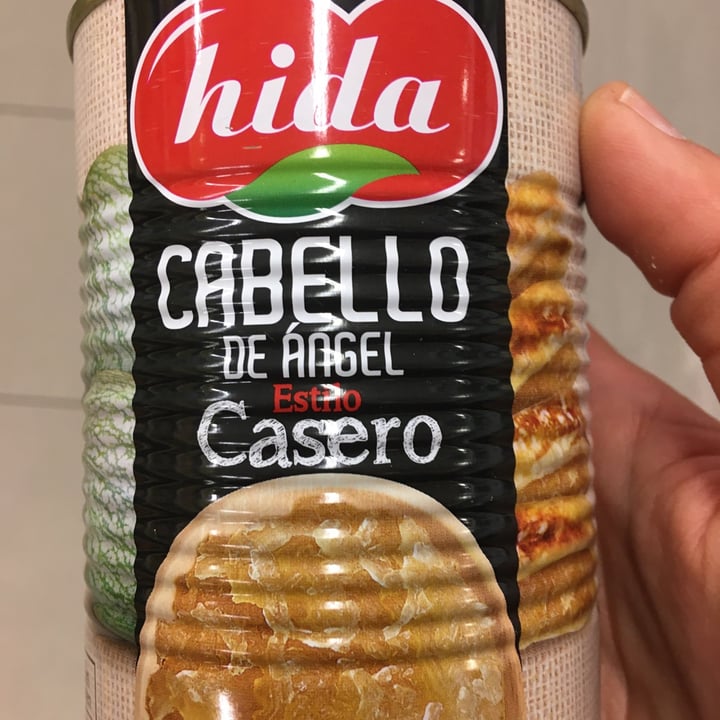 hida
CABELLO
DE ÁNGEL
Estilo
Casero